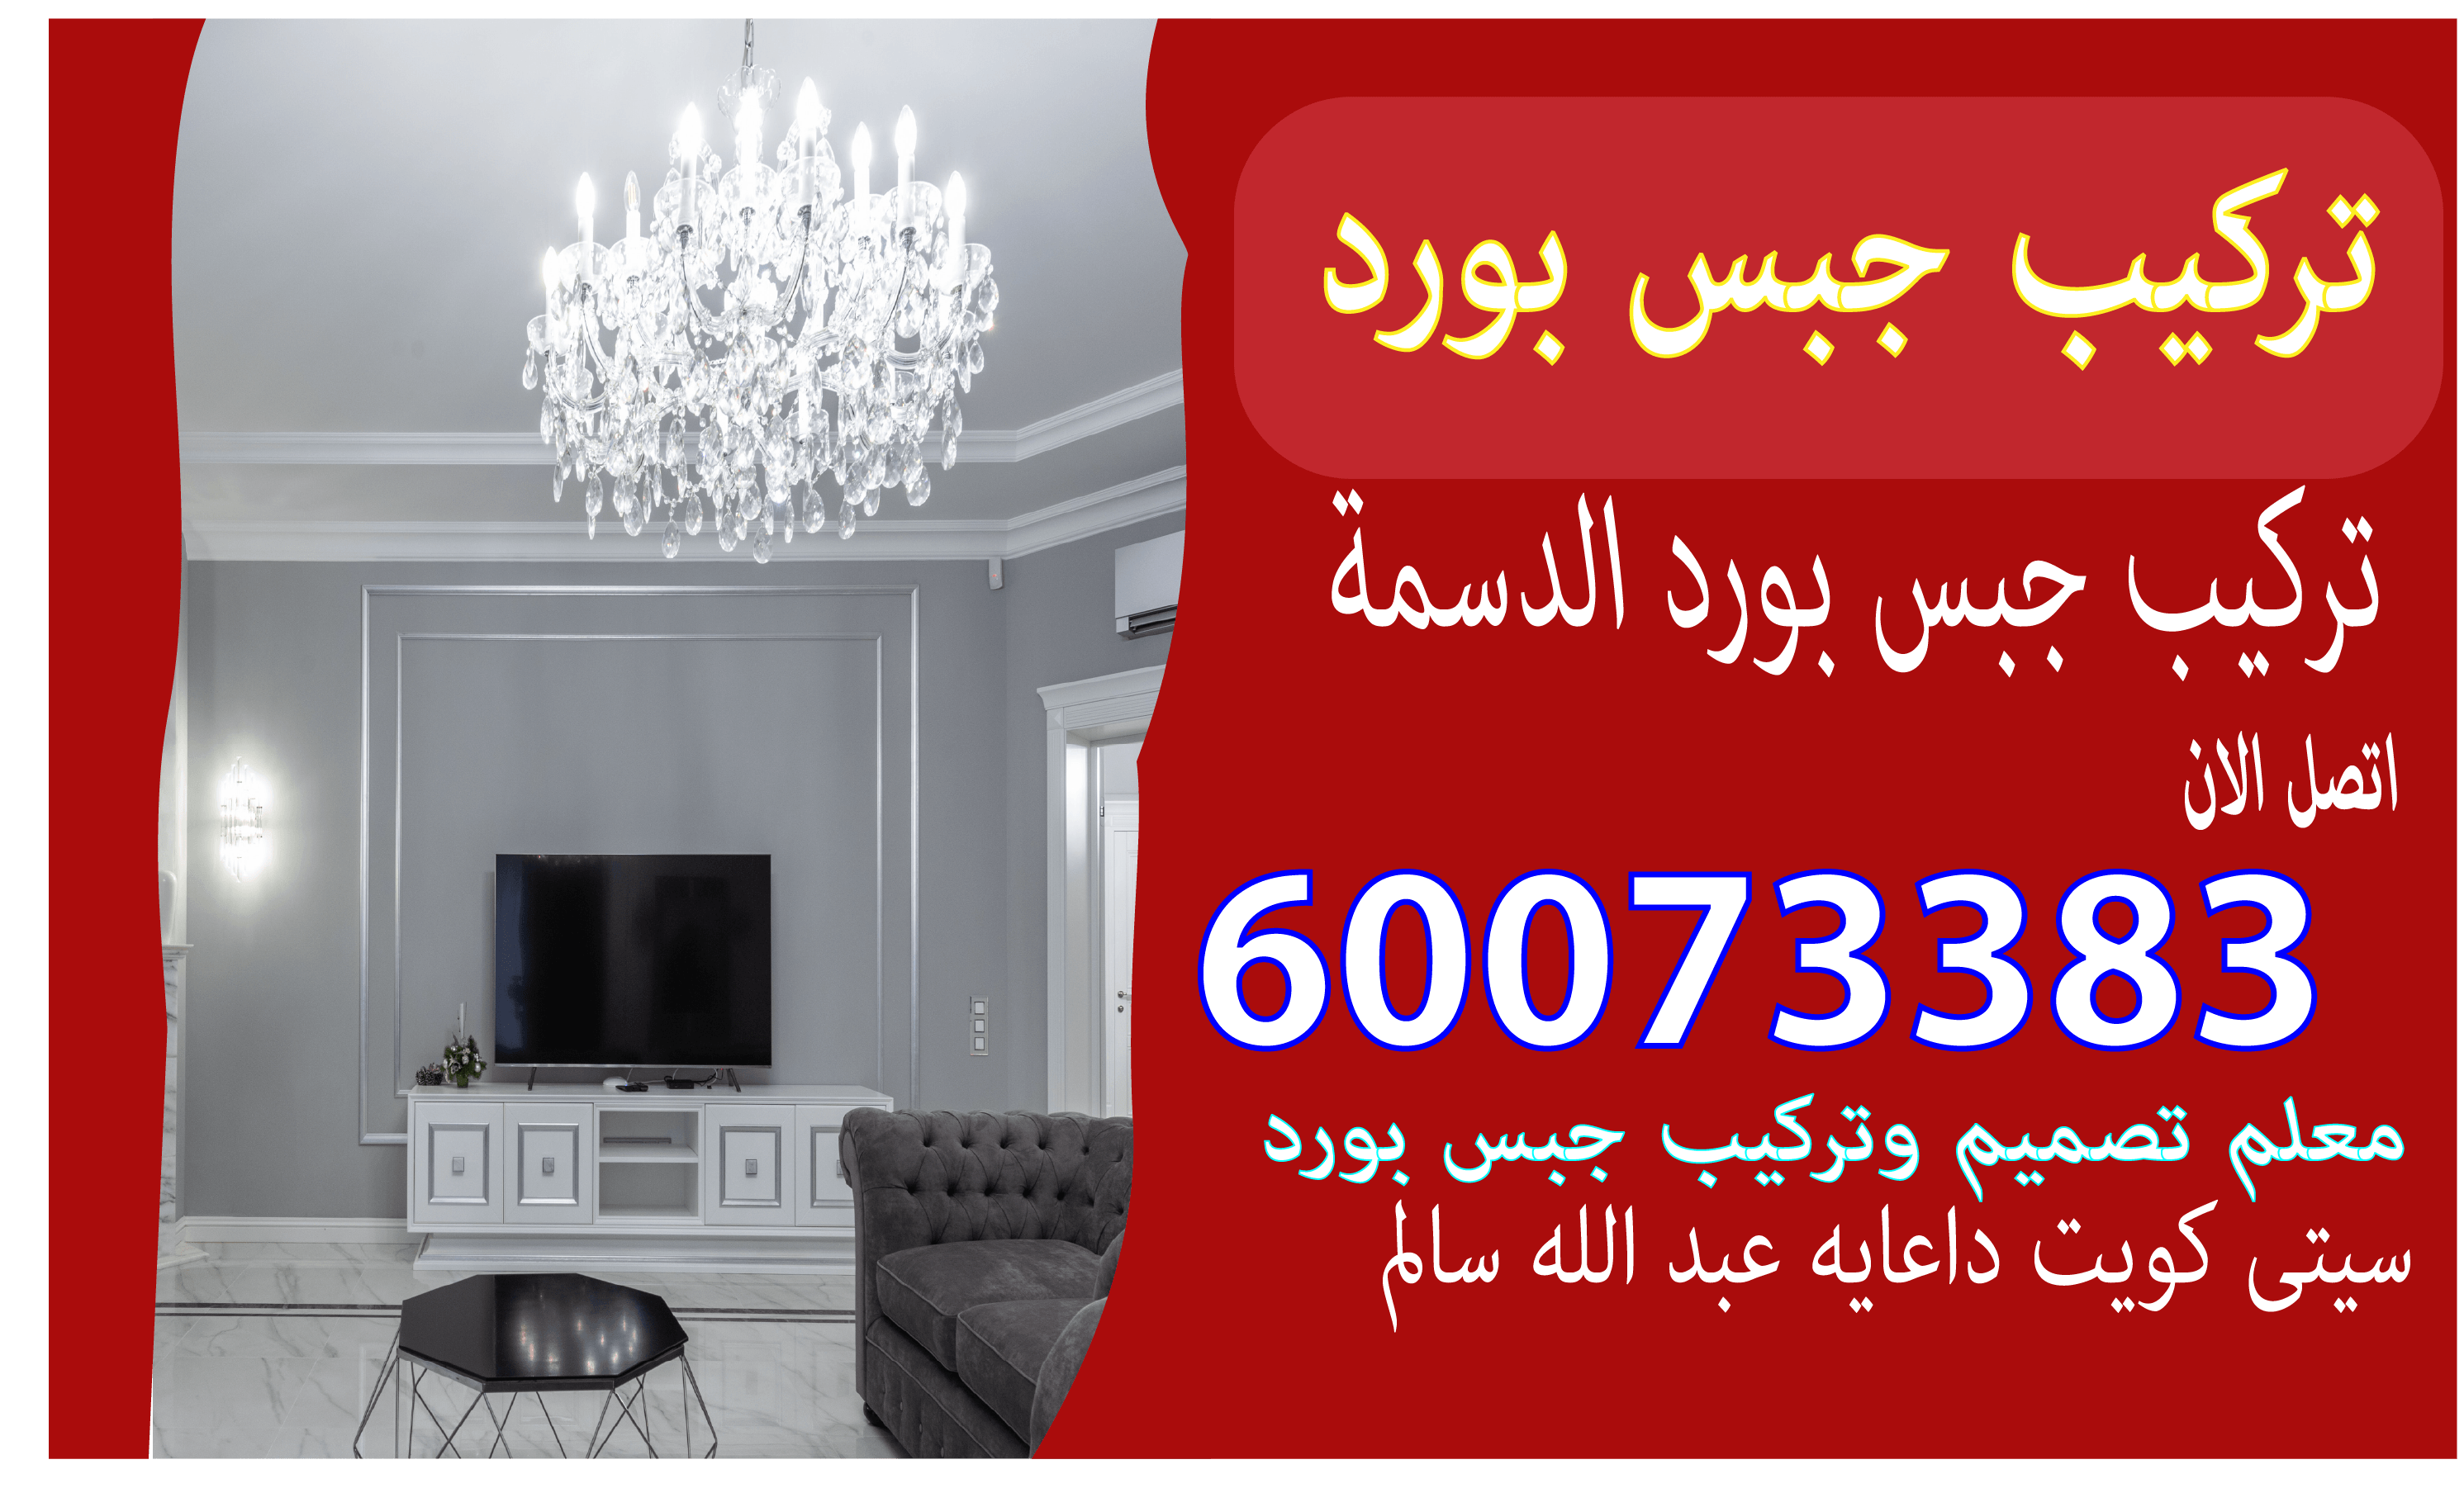 تركيب جبس بورد
تركيب جبس بورد الدسمة
اتصل الان
60073383
معلم تصميم وتركيب جبس بورد
سيتى كويت داعايه عبد الله سالم